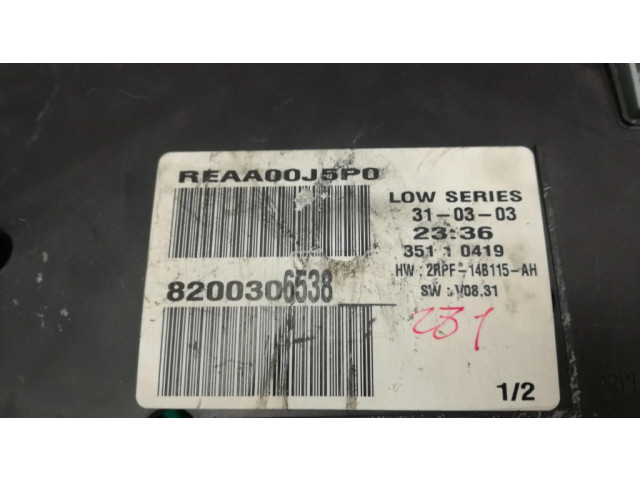 REAA00J5P0
LOW SERIES
31-03-03
23:36
351 1 0419
HW : 2RPF-14B115-AH
SW : V08.31
8200306538
281
1/2